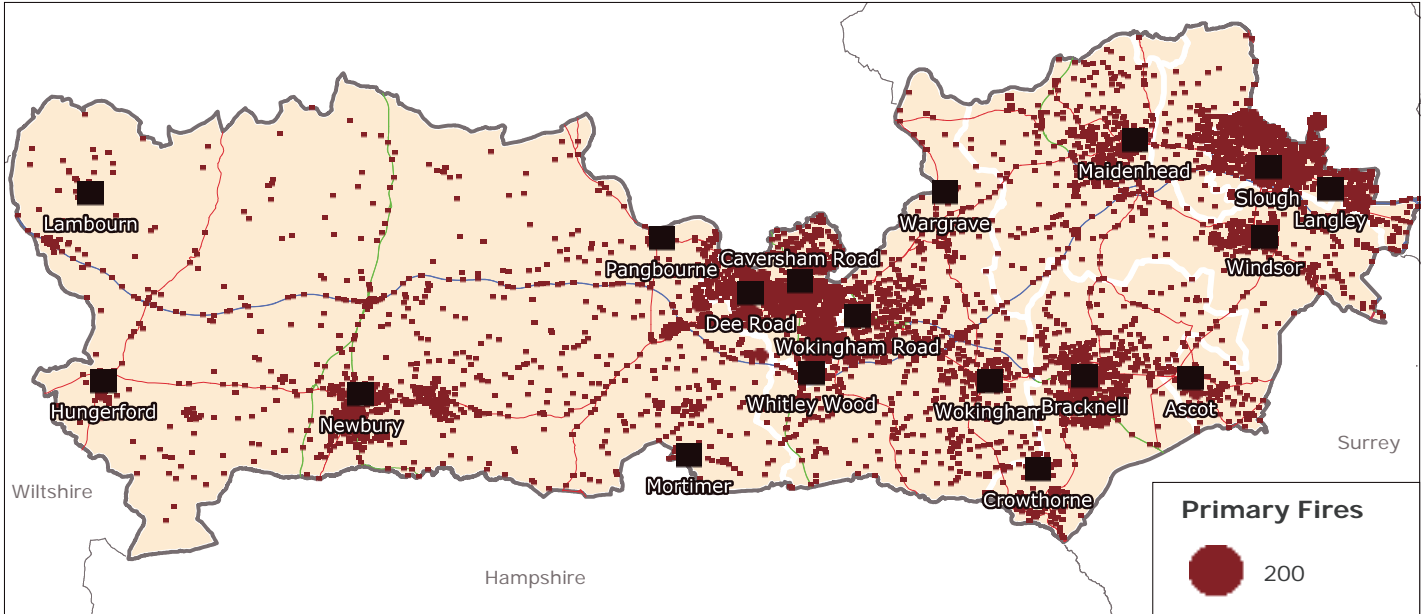 Maidenhead
Slough
Lambourn
Wargrave
Langley
Caversham Road
Pangbourne
Windsor
Dee Road
Wokingham Road
Hungerford
Newbury
Whitley Wood
Wokingham
Bracknell
Ascot
Surrey
Wiltshire
Mortimer
Crowthorne
Primary Fires
200
Hampshire